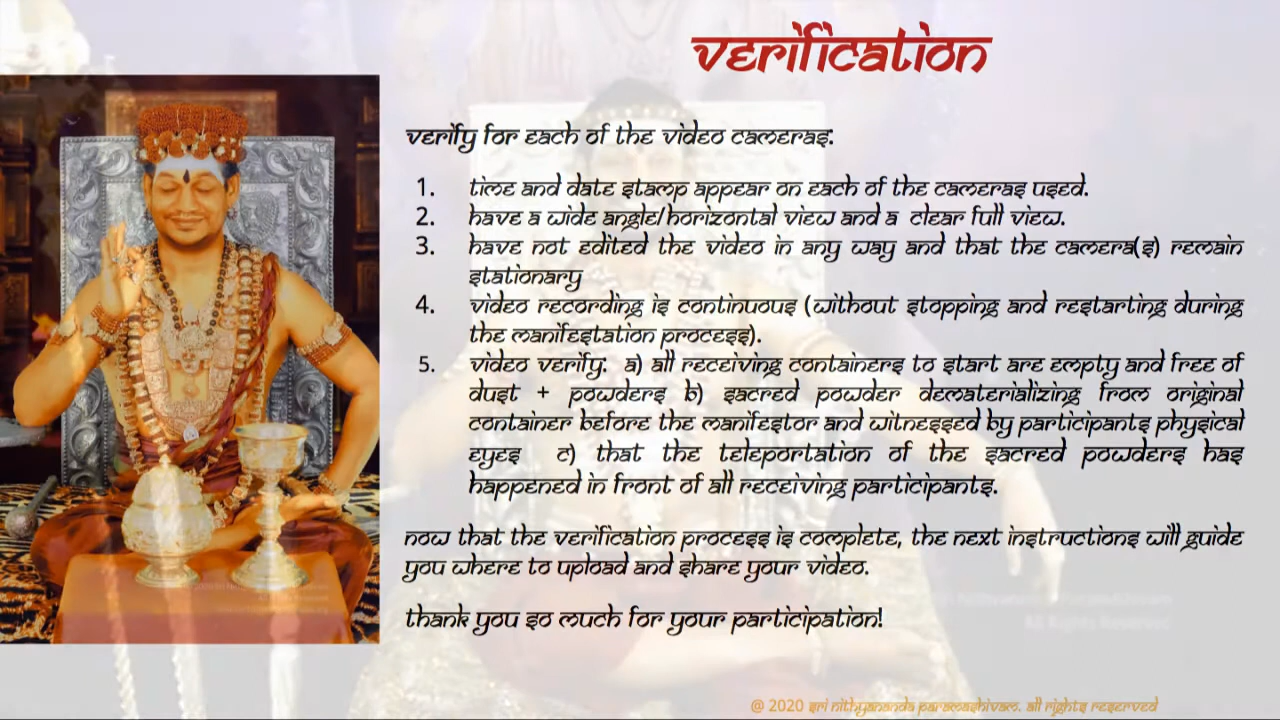 verification
verify for each of the video cameras:
1. time and date stamp appear on each of the cameras used.
2. have a wide angle/horizontal view and a clear full view.
3. have not edited the video in any way and that the camera(s) remain
stationary
4. video recording is continuous (without stopping and restarting during
the manifestation process).
5. video verify: a) all receiving containers to start are empty and free of
dust + powders b) sacred powder dematerializing from original
container before the manifestor and witnessed by participants physical
eyes c) that the teleportation of the sacred powders has
happened in front of all receiving participants.
now that the verification process is complete, the next instructions will guide
you where to upload and share your video.
thank you so much for your participation!
All Rights Reserved
@ 2020 sri nithyananda paramashivam. all rights reserved